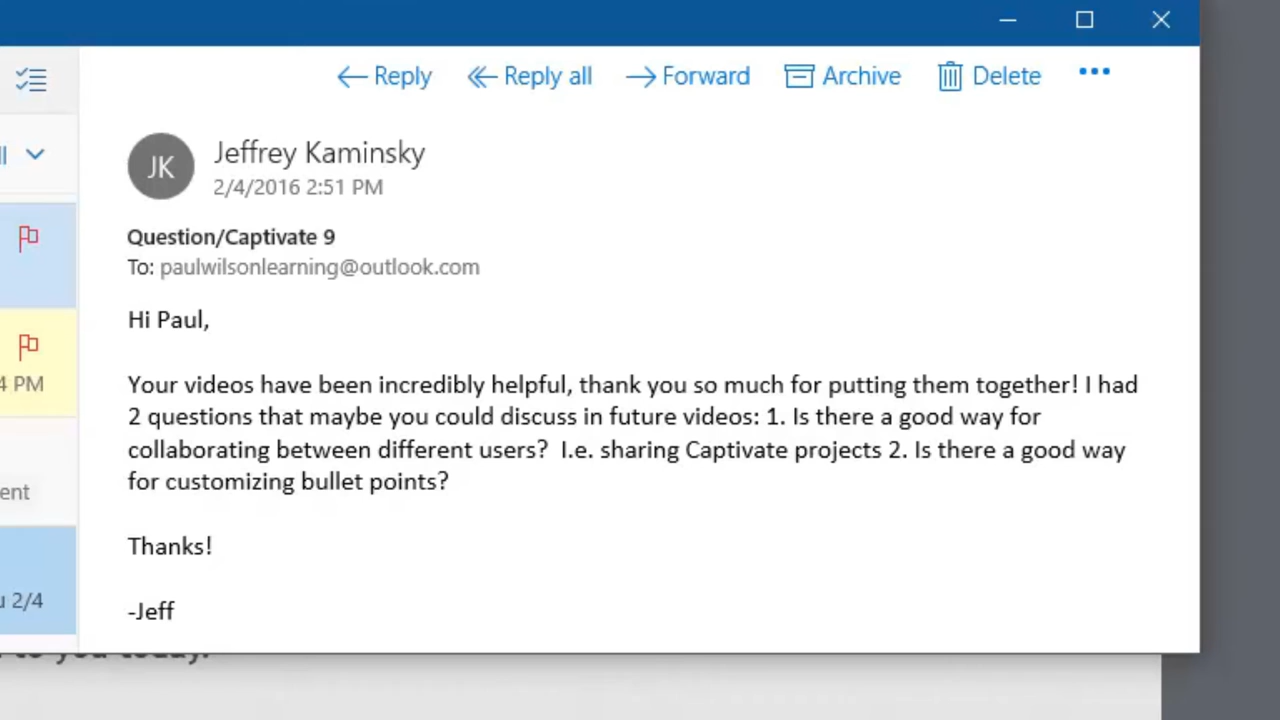 Reply Reply all Forward Archive Delete •••
JK
Jeffrey Kaminsky
2/4/2016 2:51 PM
Question/Captivate 9
To: paulwilsonlearning@outlook.com
Hi Paul,
Your videos have been incredibly helpful, thank you so much for putting them together! I had
2 questions that maybe you could discuss in future videos: 1. Is there a good way for
collaborating between different users?  I.e. sharing Captivate projects 2. Is there a good way
for customizing bullet points?
Thanks!
-Jeff
4 PM
ent
2/4
to you today.